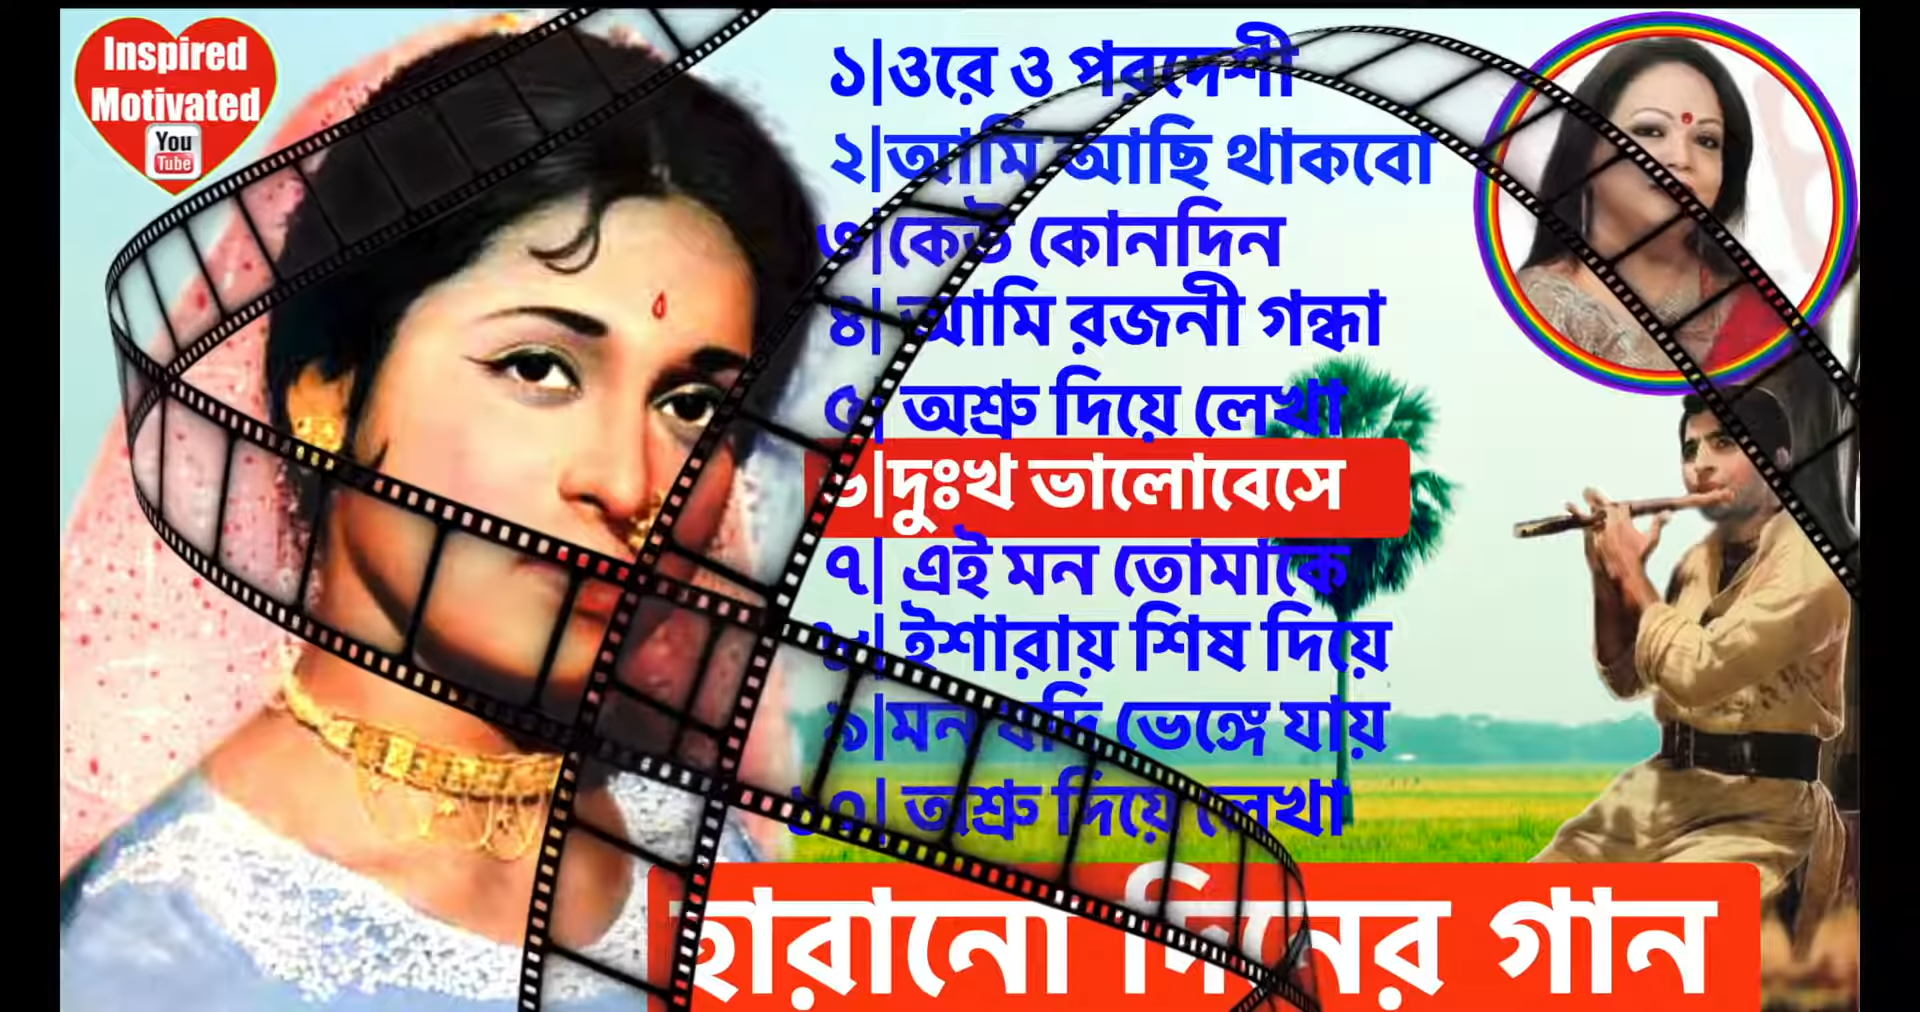 Inspired
Motivated
You
Tube
১|ওরে ও পরদেশী
২|আমি আছি থাকবো
৩|কেউ কোনদিন
৪| আমি রজনী গন্ধা
৫| অশ্রু দিয়ে লেখা
৬|দুঃখ ভালোবেসে
৭| এই মন তোমাকে
৮| ইশারায় শিষ দিয়ে
৯|মন যদি ভেঙ্গে যায়
১০| অশ্রু দিয়ে লেখা
হারানো দিনের গান